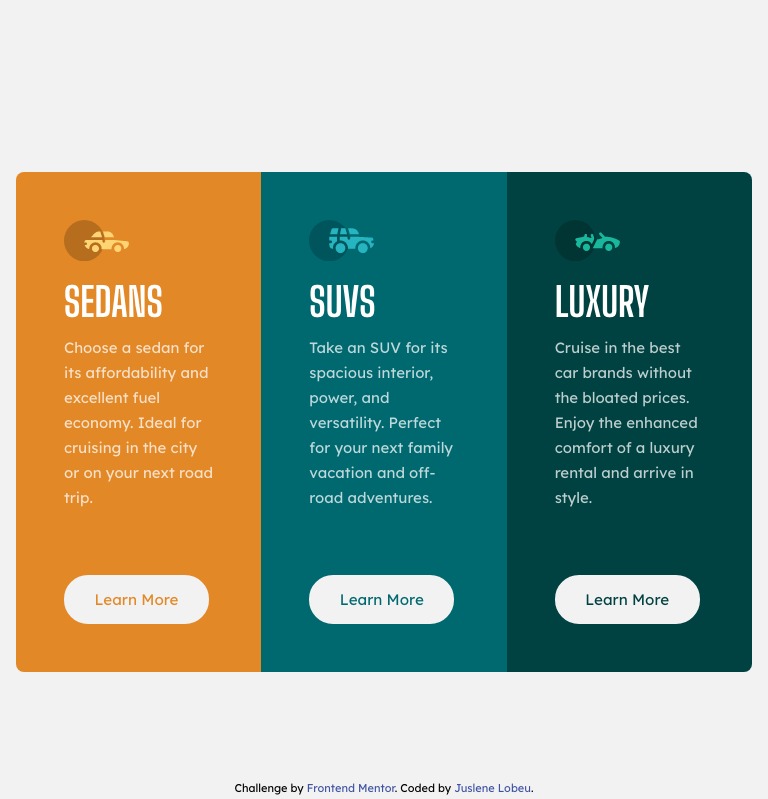 SEDANS
Choose a sedan for
its affordability and
excellent fuel
economy. Ideal for
cruising in the city
or on your next road
trip.
Learn More
SUVS
Take an SUV for its
spacious interior,
power, and
versatility. Perfect
for your next family
vacation and off-
road adventures.
Learn More
LUXURY
Cruise in the best
car brands without
the bloated prices.
Enjoy the enhanced
comfort of a luxury
rental and arrive in
style.
Learn More
Challenge by Frontend Mentor. Coded by Juslene Lobeu.